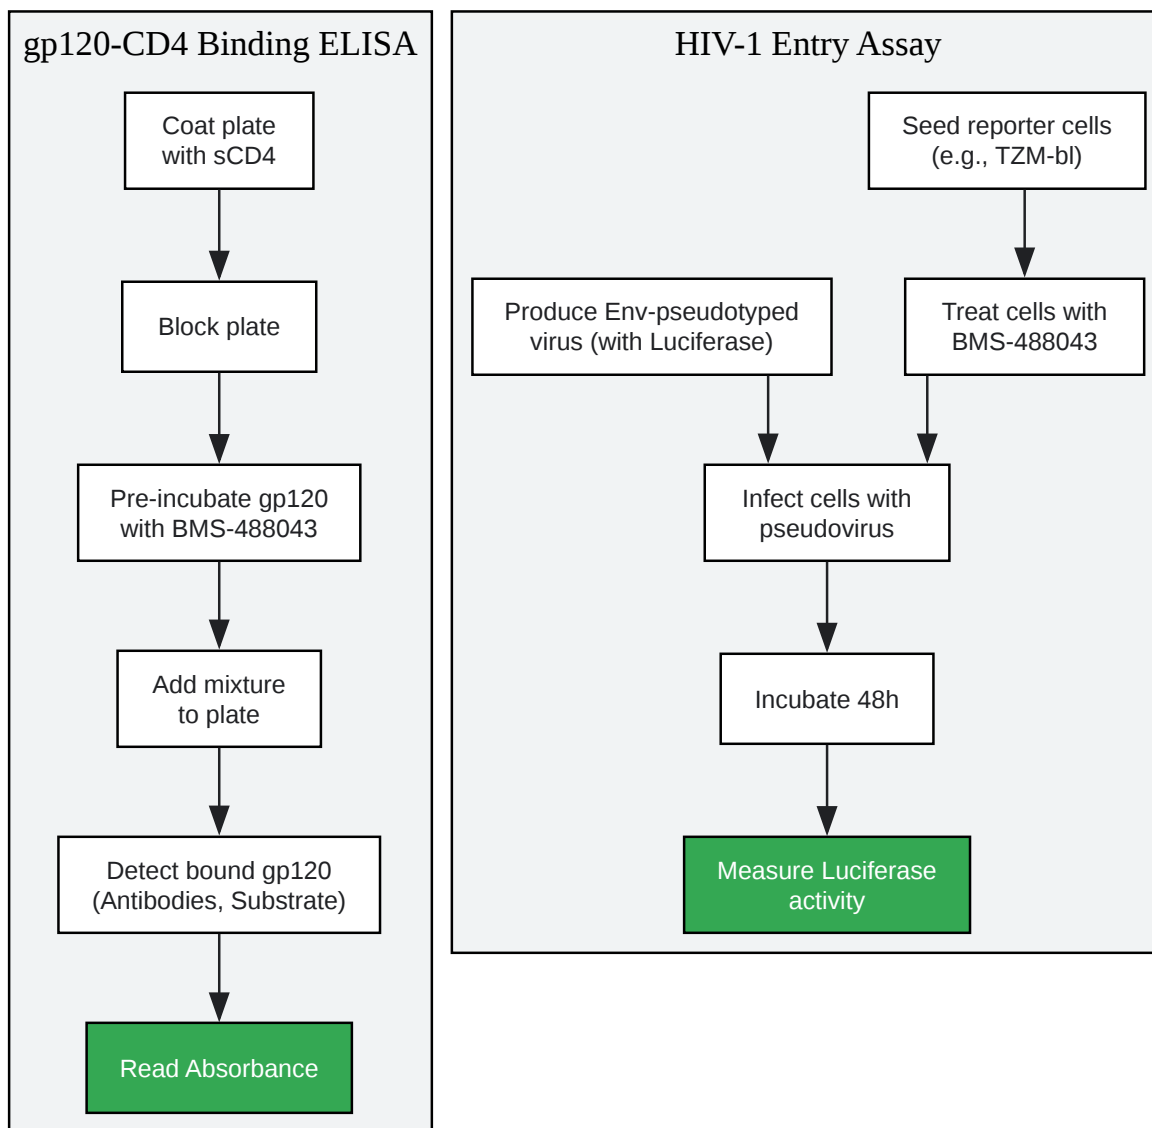 gp120-CD4 Binding ELISA
Coat plate
with sCD4
Block plate
Pre-incubate gp120
with BMS-488043
Add mixture
to plate
Detect bound gp120
(Antibodies, Substrate)
Read Absorbance
HIV-1 Entry Assay
Seed reporter cells
(e.g., TZM-bl)
Produce Env-pseudotyped
virus (with Luciferase)
Treat cells with
BMS-488043
Infect cells with
pseudovirus
Incubate 48h
Measure Luciferase
activity